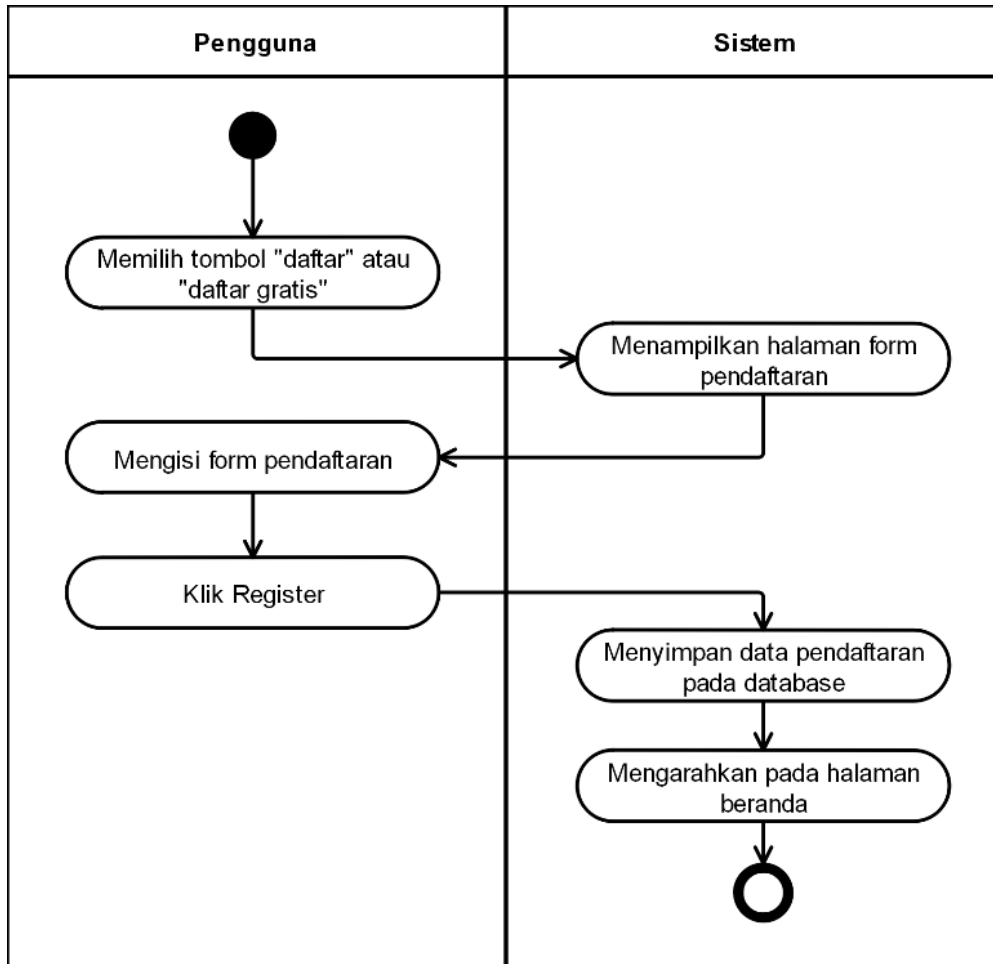 Pengguna
Sistem
Memilih tombol "daftar" atau
"daftar gratis"
Menampilkan halaman form
pendaftaran
Mengisi form pendaftaran
Klik Register
Menyimpan data pendaftaran
pada database
Mengarahkan pada halaman
beranda